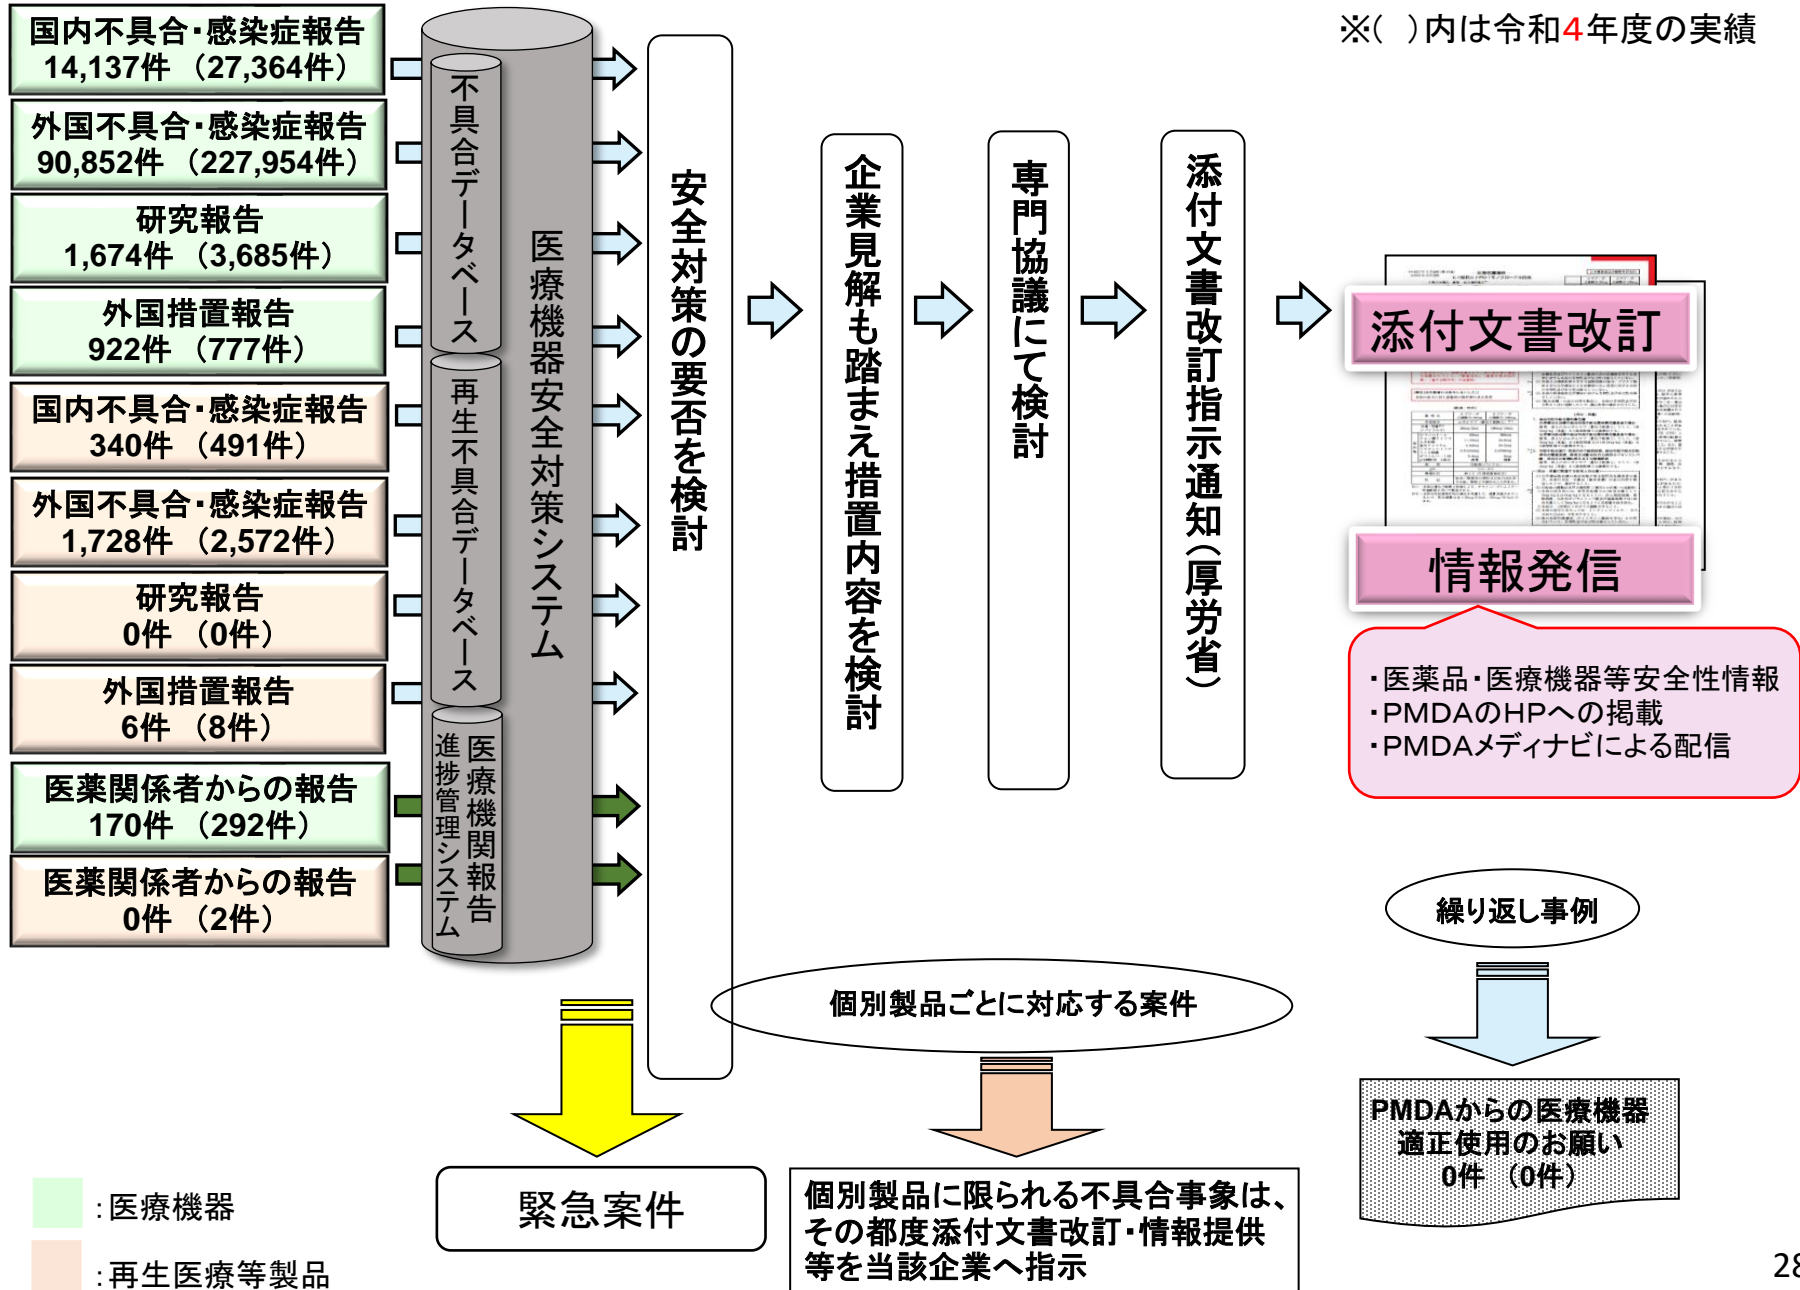 ※( )内は令和4年度の実績
国内不具合・感染症報告
14,137件 (27,364件)
外国不具合・感染症報告
90,852件 (227,954件)
研究報告
1,674件 (3,685件)
外国措置報告
922件 (777件)
国内不具合・感染症報告
340件 (491件)
外国不具合・感染症報告
1,728件 (2,572件)
研究報告
0件 (0件)
外国措置報告
6件 (8件)
医薬関係者からの報告
170件 (292件)
医薬関係者からの報告
0件 (2件)
不具合データベース
再生不具合データベース
医療機関報告
進捗管理システム
医療機器安全対策システム
安全対策の要否を検討
企業見解も踏まえ措置内容を検討
専門協議にて検討
添付文書改訂指示通知(厚労省)
添付文書改訂
情報発信
・医薬品・医療機器等安全性情報
・PMDAのHPへの掲載
・PMDAメディナビによる配信
繰り返し事例
PMDAからの医療機器
適正使用のお願い
0件 (0件)
個別製品ごとに対応する案件
個別製品に限られる不具合事象は、
その都度添付文書改訂・情報提供
等を当該企業へ指示
緊急案件
:医療機器
:再生医療等製品
28